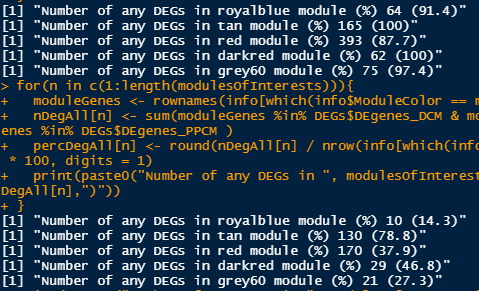 [1] "Number of any DEGs in royalblue module (%) 64 (91.4)"
[1] "Number of any DEGs in tan module (%) 165 (100)"
[1] "Number of any DEGs in red module (%) 393 (87.7)"
[1] "Number of any DEGs in darkred module (%) 62 (100)"
[1] "Number of any DEGs in grey60 module (%) 75 (97.4)"
> for(n in c(1:length(modulesOfInterests))){
+   moduleGenes <- rownames(info[which(info$ModuleColor == m
+   nDegAll[n] <- sum(moduleGenes %in% DEGs$DEgenes_DCM & mo
enes %in% DEGs$DEgenes_PPCM )
+   percDegAll[n] <- round(nDegAll[n] / nrow(info[which(info
 * 100, digits = 1)
+   print(paste0("Number of any DEGs in ", modulesOfInterest
DegAll[n],")"))
+ }
[1] "Number of any DEGs in royalblue module (%) 10 (14.3)"
[1] "Number of any DEGs in tan module (%) 130 (78.8)"
[1] "Number of any DEGs in red module (%) 170 (37.9)"
[1] "Number of any DEGs in darkred module (%) 29 (46.8)"
[1] "Number of any DEGs in grey60 module (%) 21 (27.3)"